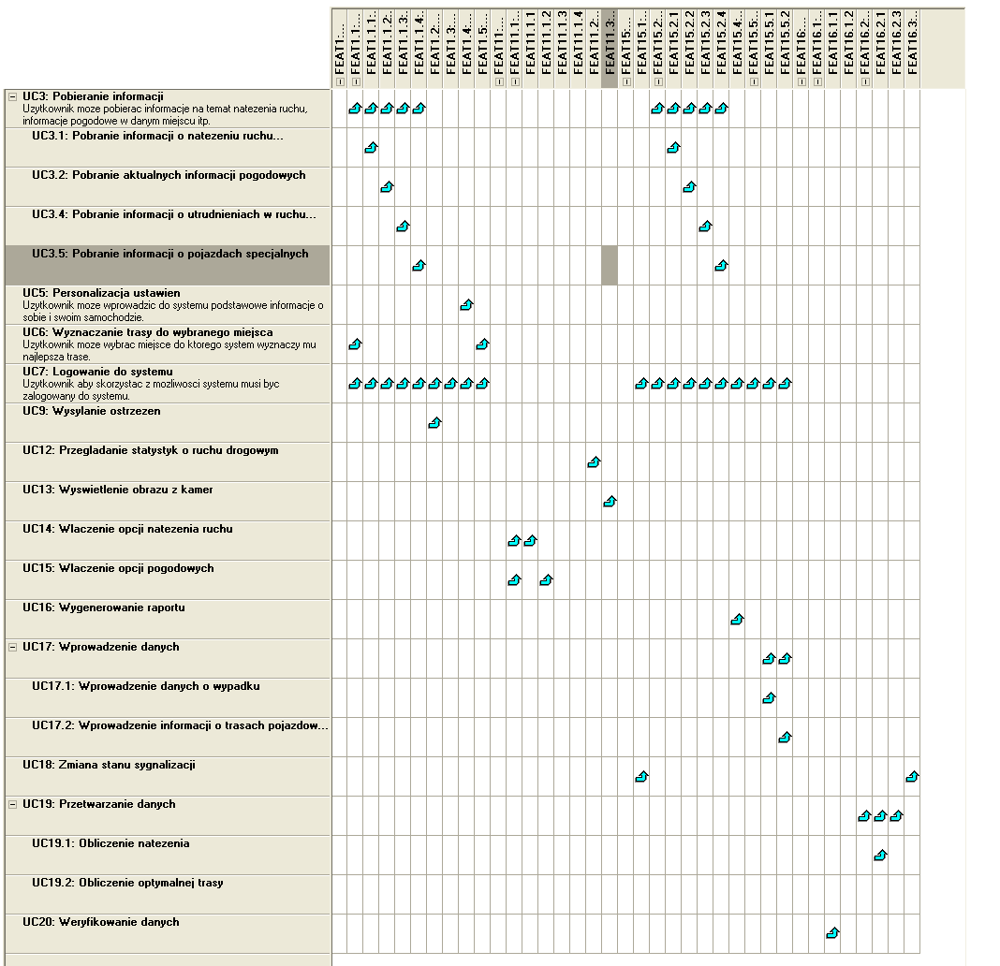 FEAT1:...
FEAT1.1:...
FEAT1.1.1:..
FEAT1.1.2:..
FEAT1.1.3:..
FEAT1.1.4:..
FEAT1.2:...
FEAT1.3:...
FEAT1.4:...
FEAT1.5:...
FEAT11:...
FEAT11.1:..
FEAT11.1.1
FEAT11.1.2
FEAT11.1.3
FEAT11.1.4
FEAT11.2:..
FEAT11.3:..
FEAT15:...
FEAT15.1:..
FEAT15.2:..
FEAT15.2.1
FEAT15.2.2
FEAT15.2.3
FEAT15.2.4
FEAT15.4:..
FEAT15.5:..
FEAT15.5.1
FEAT15.5.2
FEAT16:...
FEAT16.1:..
FEAT16.1.1
FEAT16.1.2
FEAT16.2:..
FEAT16.2.1
FEAT16.2.3
FEAT16.3:..
UC3: Pobieranie informacji
Uzytkownik moze pobierac informacje na temat natezenia ruchu,
informacje pogodowe w danym miejscu itp.
UC3.1: Pobranie informacji o natezeniu ruchu...
UC3.2: Pobranie aktualnych informacji pogodowych
UC3.4: Pobranie informacji o utrudnieniach w ruchu...
UC3.5: Pobranie informacji o pojazdach specjalnych
UC5: Personalizacja ustawien
Uzytkownik moze wprowadzic do systemu podstawowe informacje o
sobie i swoim samochodzie.
UC6: Wyznaczanie trasy do wybranego miejsca
Uzytkownik moze wybrac miejsce do ktorego system wyznaczy mu
najlepsza trase.
UC7: Logowanie do systemu
Uzytkownik aby skorzystac z mozliwosci systemu musi byc
zalogowany do systemu.
UC9: Wysylanie ostrzezen
UC12: Przegladanie statystyk o ruchu drogowym
UC13: Wyswietlenie obrazu z kamer
UC14: Wlaczenie opcji natezenia ruchu
UC15: Wlaczenie opcji pogodowych
UC16: Wygenerowanie raportu
UC17: Wprowadzenie danych
UC17.1: Wprowadzenie danych o wypadku
UC17.2: Wprowadzenie informacji o trasach pojazdow...
UC18: Zmiana stanu sygnalizacji
UC19: Przetwarzanie danych
UC19.1: Obliczenie natezenia
UC19.2: Obliczenie optymalnej trasy
UC20: Weryfikowanie danych